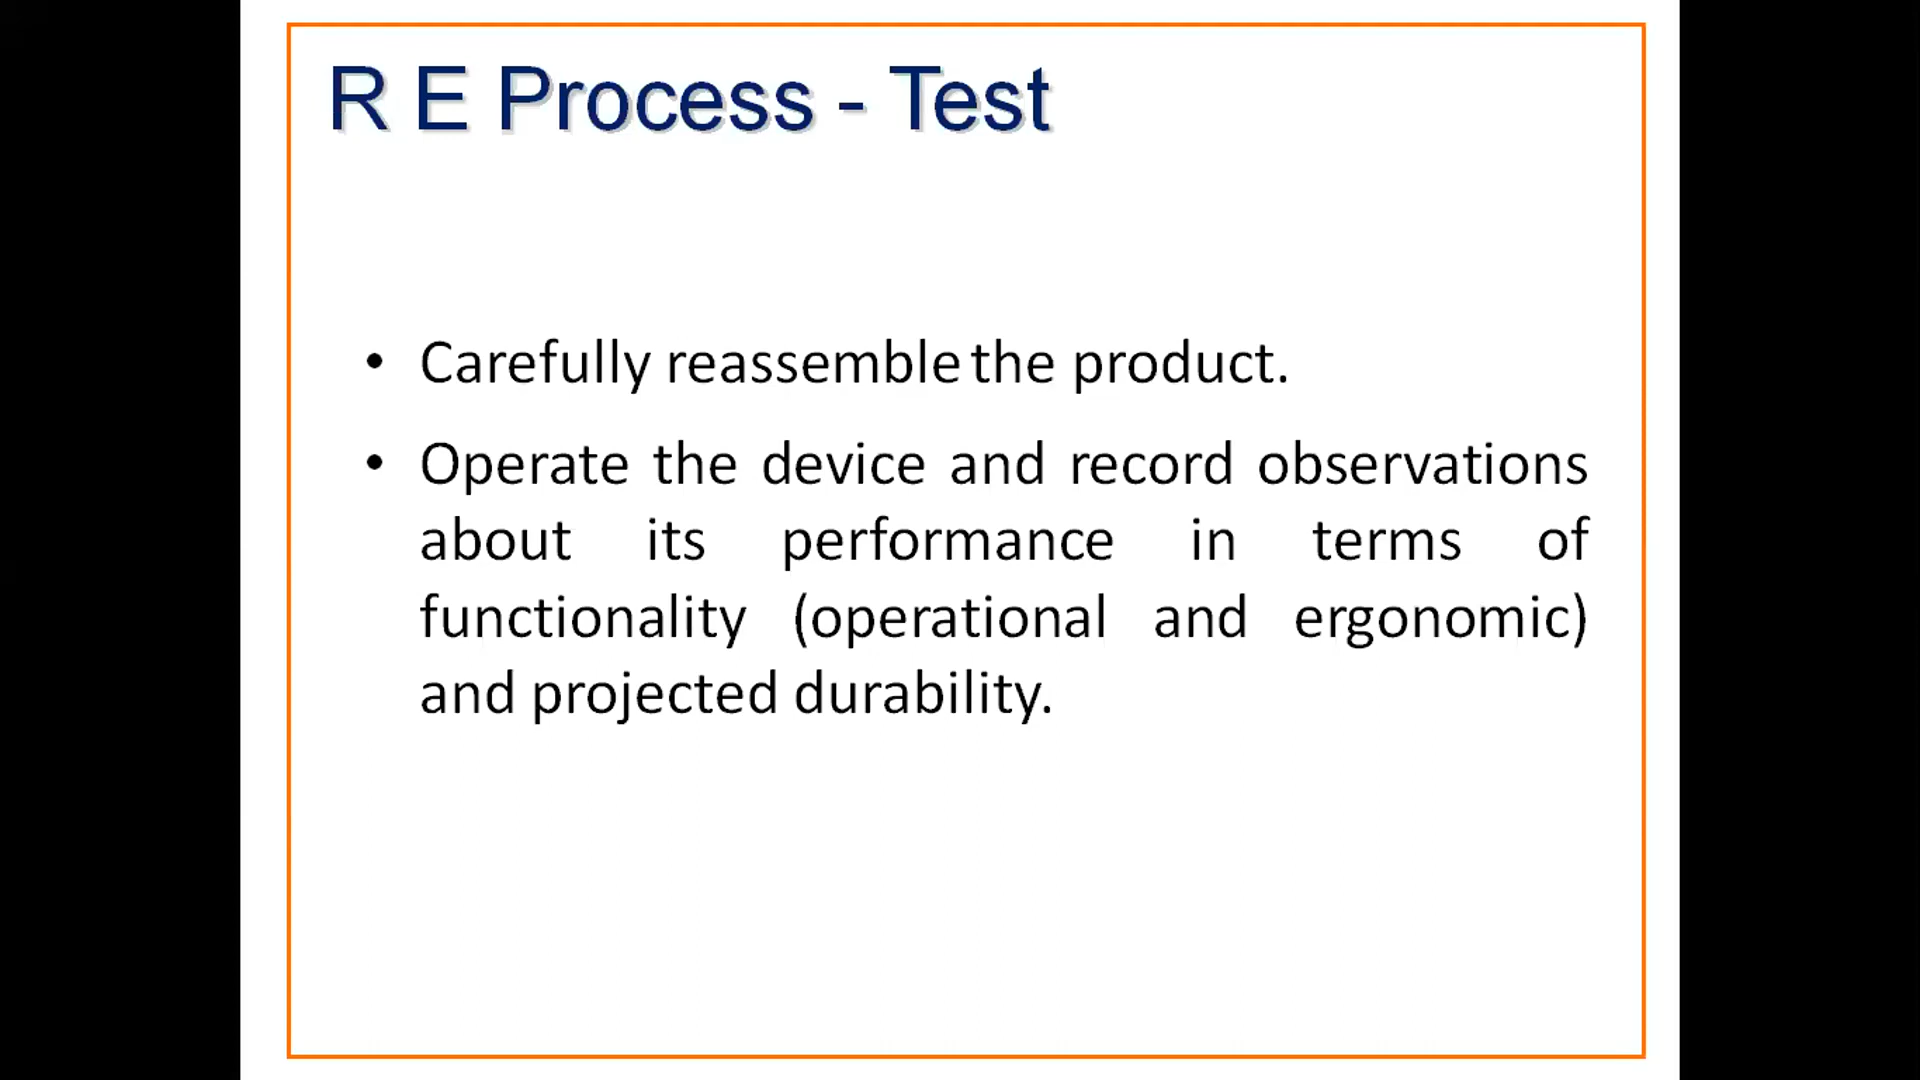 R E Process - Test
• Carefully reassemble the product.
• Operate the device and record observations
about its performance in terms of
functionality (operational and ergonomic)
and projected durability.